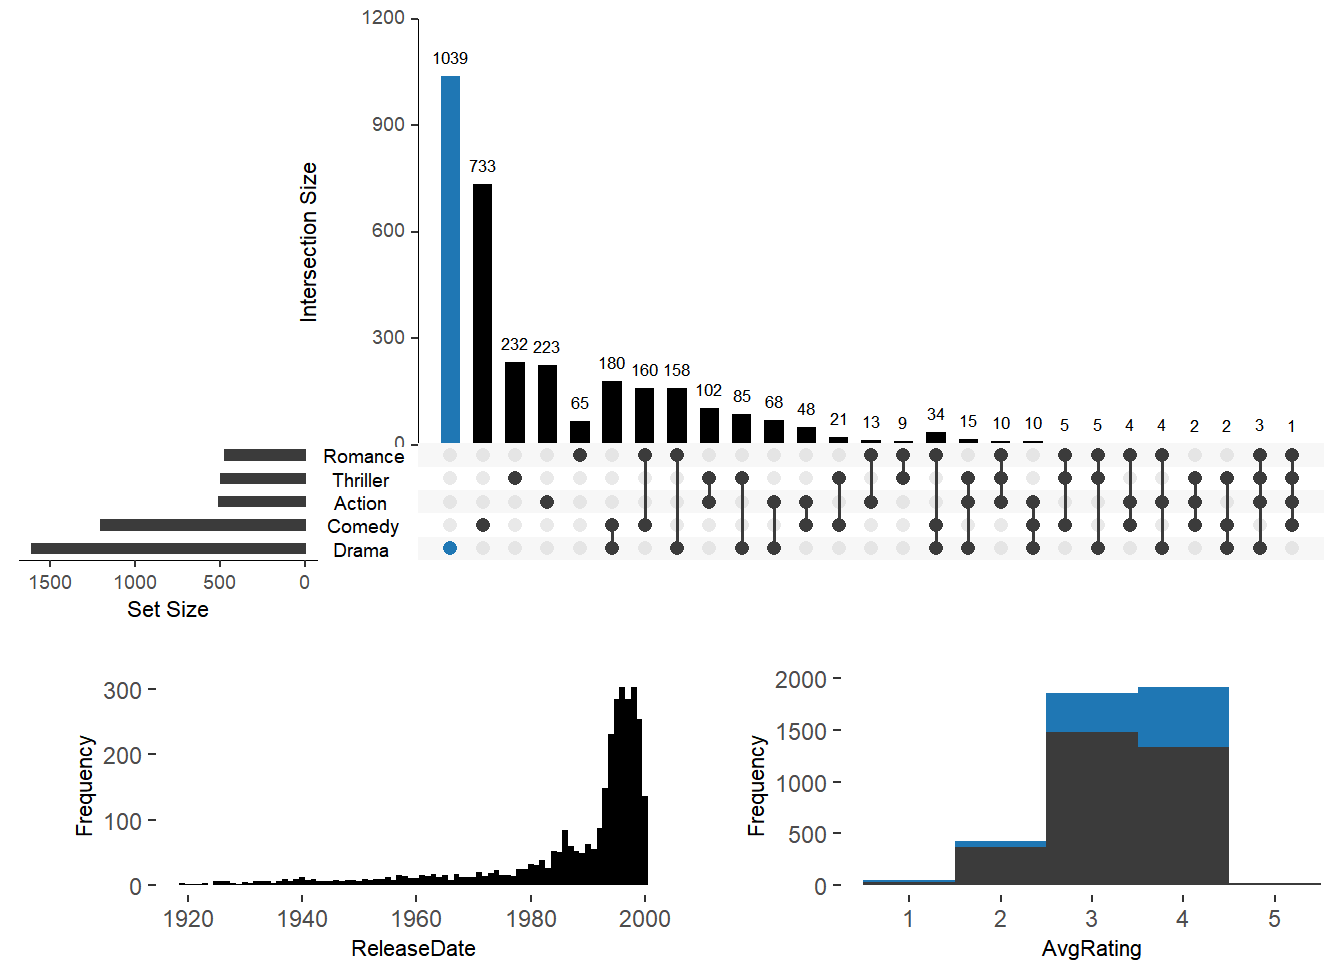 1200
1039
900
733
Intersection Size
600
300
232 223
65
180
160 158
102
85
68
48
21
13
9
34
15
10 10
5 5 4 4 2 2 3 1
0
Romance
Thriller
Action
Comedy
Drama
1500 1000 500 0
Set Size
300
200
100
0
Frequency
1920 1940 1960 1980 2000
ReleaseDate
2000
1500
1000
500
0
Frequency
1 2 3 4 5
AvgRating